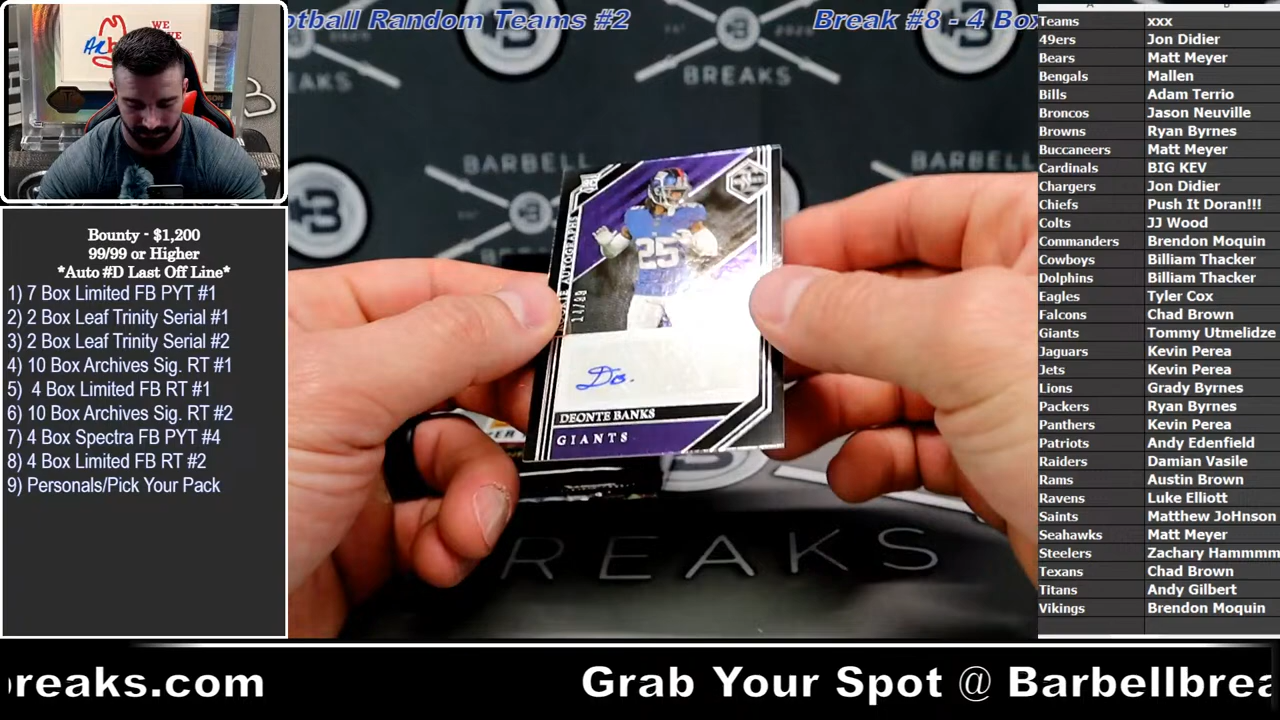 ootball Random Teams #2
Break #8 - 4 Box
BREAKS
BREAKS
BARBELL
BARBELL
Bounty - $1,200
99/99 or Higher
*Auto #D Last Off Line*
1) 7 Box Limited FB PYT #1
2) 2 Box Leaf Trinity Serial #1
3) 2 Box Leaf Trinity Serial #2
4) 10 Box Archives Sig. RT #1
5) 4 Box Limited FB RT #1
6) 10 Box Archives Sig. RT #2
7) 4 Box Spectra FB PYT #4
8) 4 Box Limited FB RT #2
9) Personals/Pick Your Pack
AUTOGRAPHS
25
DEONTE BANKS
GIANTS
REAKS
Teams xxx
49ers Jon Didier
Bears Matt Meyer
Bengals Mallen
Bills Adam Terrio
Broncos Jason Neuville
Browns Ryan Byrnes
Buccaneers Matt Meyer
Cardinals BIG KEV
Chargers Jon Didier
Chiefs Push It Doran!!!
Colts JJ Wood
Commanders Brendon Moquin
Cowboys Billiam Thacker
Dolphins Billiam Thacker
Eagles Tyler Cox
Falcons Chad Brown
Giants Tommy Utmelidze
Jaguars Kevin Perea
Jets Kevin Perea
Lions Grady Byrnes
Packers Ryan Byrnes
Panthers Kevin Perea
Patriots Andy Edenfield
Raiders Damian Vasile
Rams Austin Brown
Ravens Luke Elliott
Saints Matthew JoHnson
Seahawks Matt Meyer
Steelers Zachary Hammmm
Texans Chad Brown
Titans Andy Gilbert
Vikings Brendon Moquin
reaks.com
Grab Your Spot @ Barbellbrea